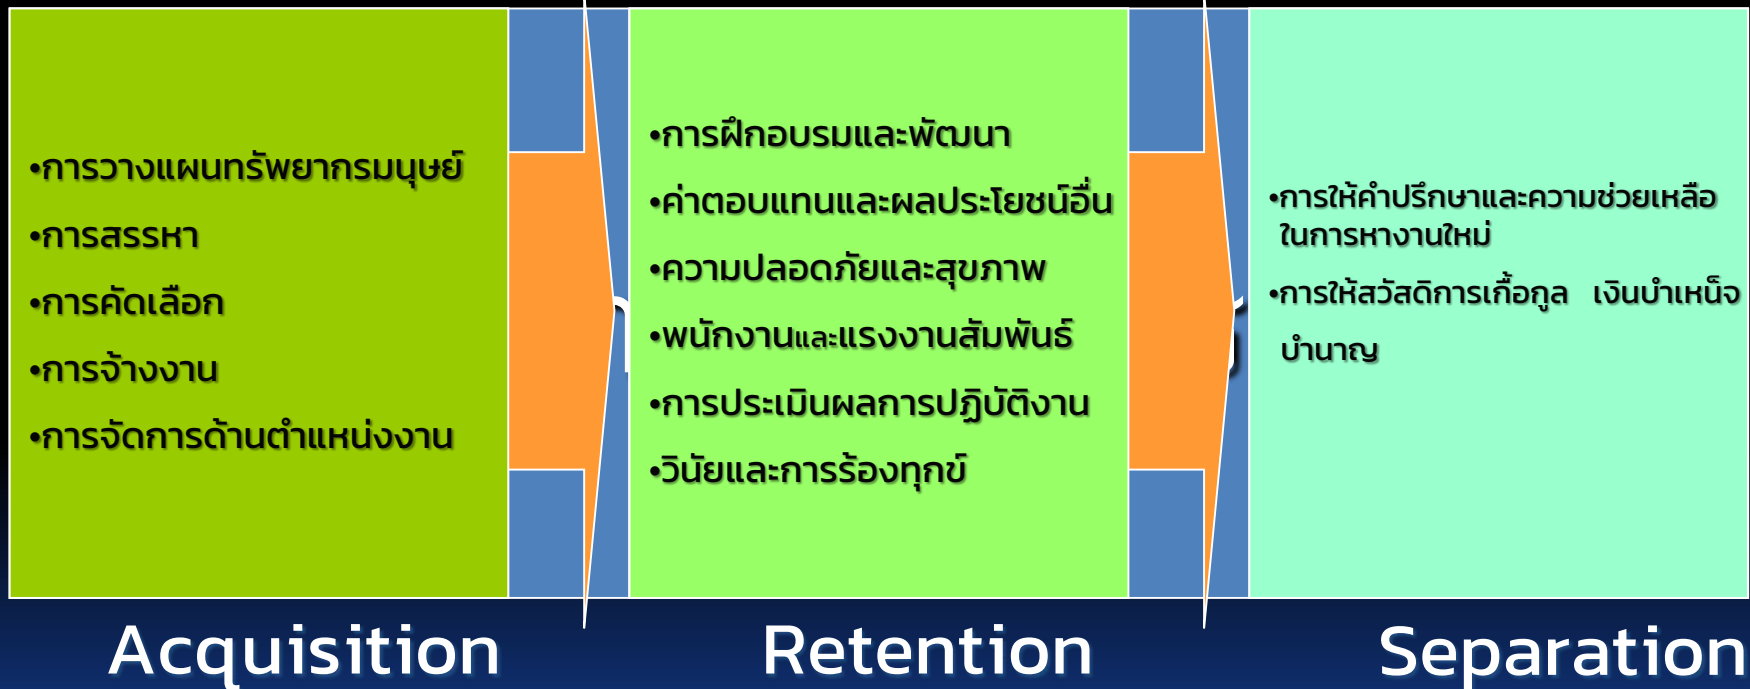 •การวางแผนทรัพยากรมนุษย์
•การสรรหา
•การคัดเลือก
•การจ้างงาน
•การจัดการด้านตำแหน่งงาน
•การฝึกอบรมและพัฒนา
•ค่าตอบแทนและผลประโยชน์อื่น
•ความปลอดภัยและสุขภาพ
•พนักงานและแรงงานสัมพันธ์
•การประเมินผลการปฏิบัติงาน
•วินัยและการร้องทุกข์
•การให้คำปรึกษาและความช่วยเหลือ
ในการหางานใหม่
•การให้สวัสดิการเกื้อกูล เงินบำเหน็จ
บำนาญ
Acquisition
Retention
Separation